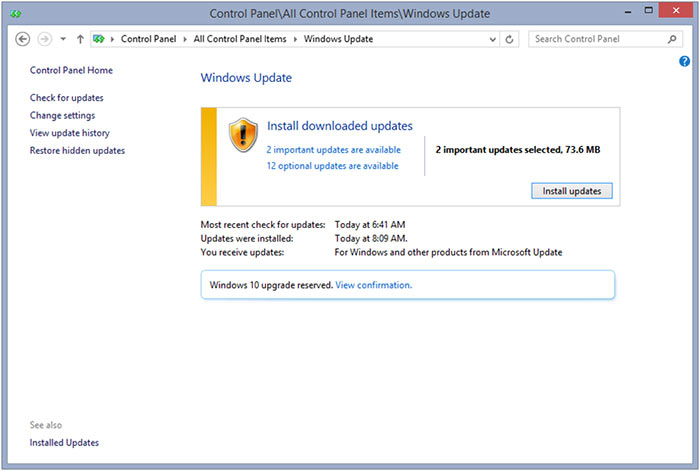 Control Panel\All Control Panel Items\Windows Update
Control Panel
All Control Panel Items
Windows Update
Search Control Panel
Control Panel Home
Check for updates
Change settings
View update history
Restore hidden updates
Windows Update
Install downloaded updates
2 important updates are available
12 optional updates are available
2 important updates selected, 73.6 MB
Install updates
Most recent check for updates: Today at 6:41 AM
Updates were installed: Today at 8:09 AM.
You receive updates: For Windows and other products from Microsoft Update
Windows 10 upgrade reserved. View confirmation.
See also
Installed Updates